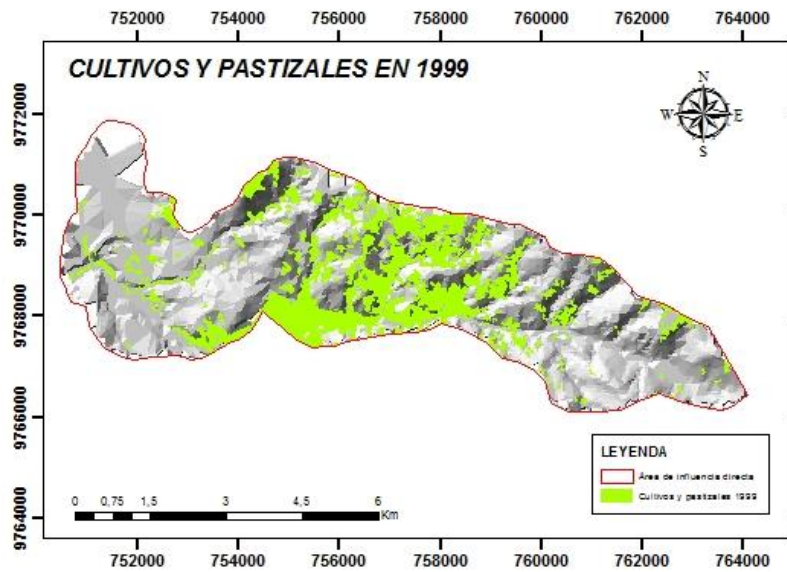 752000 754000 756000 758000 760000 762000 764000
CULTIVOS Y PASTIZALES EN 1999
N
W E
S
9772000
9770000
9768000
9766000
9764000
LEYENDA
Área de influencia directa
Cultivos y pastizales 1999
0 0,75 1,5 3 4,5 6
Km
752000 754000 756000 758000 760000 762000 764000